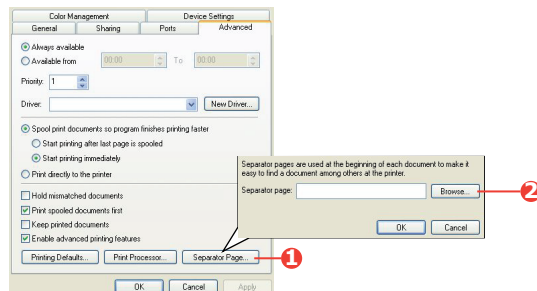 Color Management Device Settings
General Sharing Ports Advanced
Always available
Available from 00:00 To 00:00
Priority: 1
Driver: New Driver...
Spool print documents so program finishes printing faster
Start printing after last page is spooled
Start printing immediately
Print directly to the printer
Hold mismatched documents
Print spooled documents first
Keep printed documents
Enable advanced printing features
Printing Defaults... Print Processor... Separator Page... 1
OK Cancel Apply
Separator pages are used at the beginning of each document to make it
easy to find a document among others at the printer.
Separator page: Browse... 2
OK Cancel